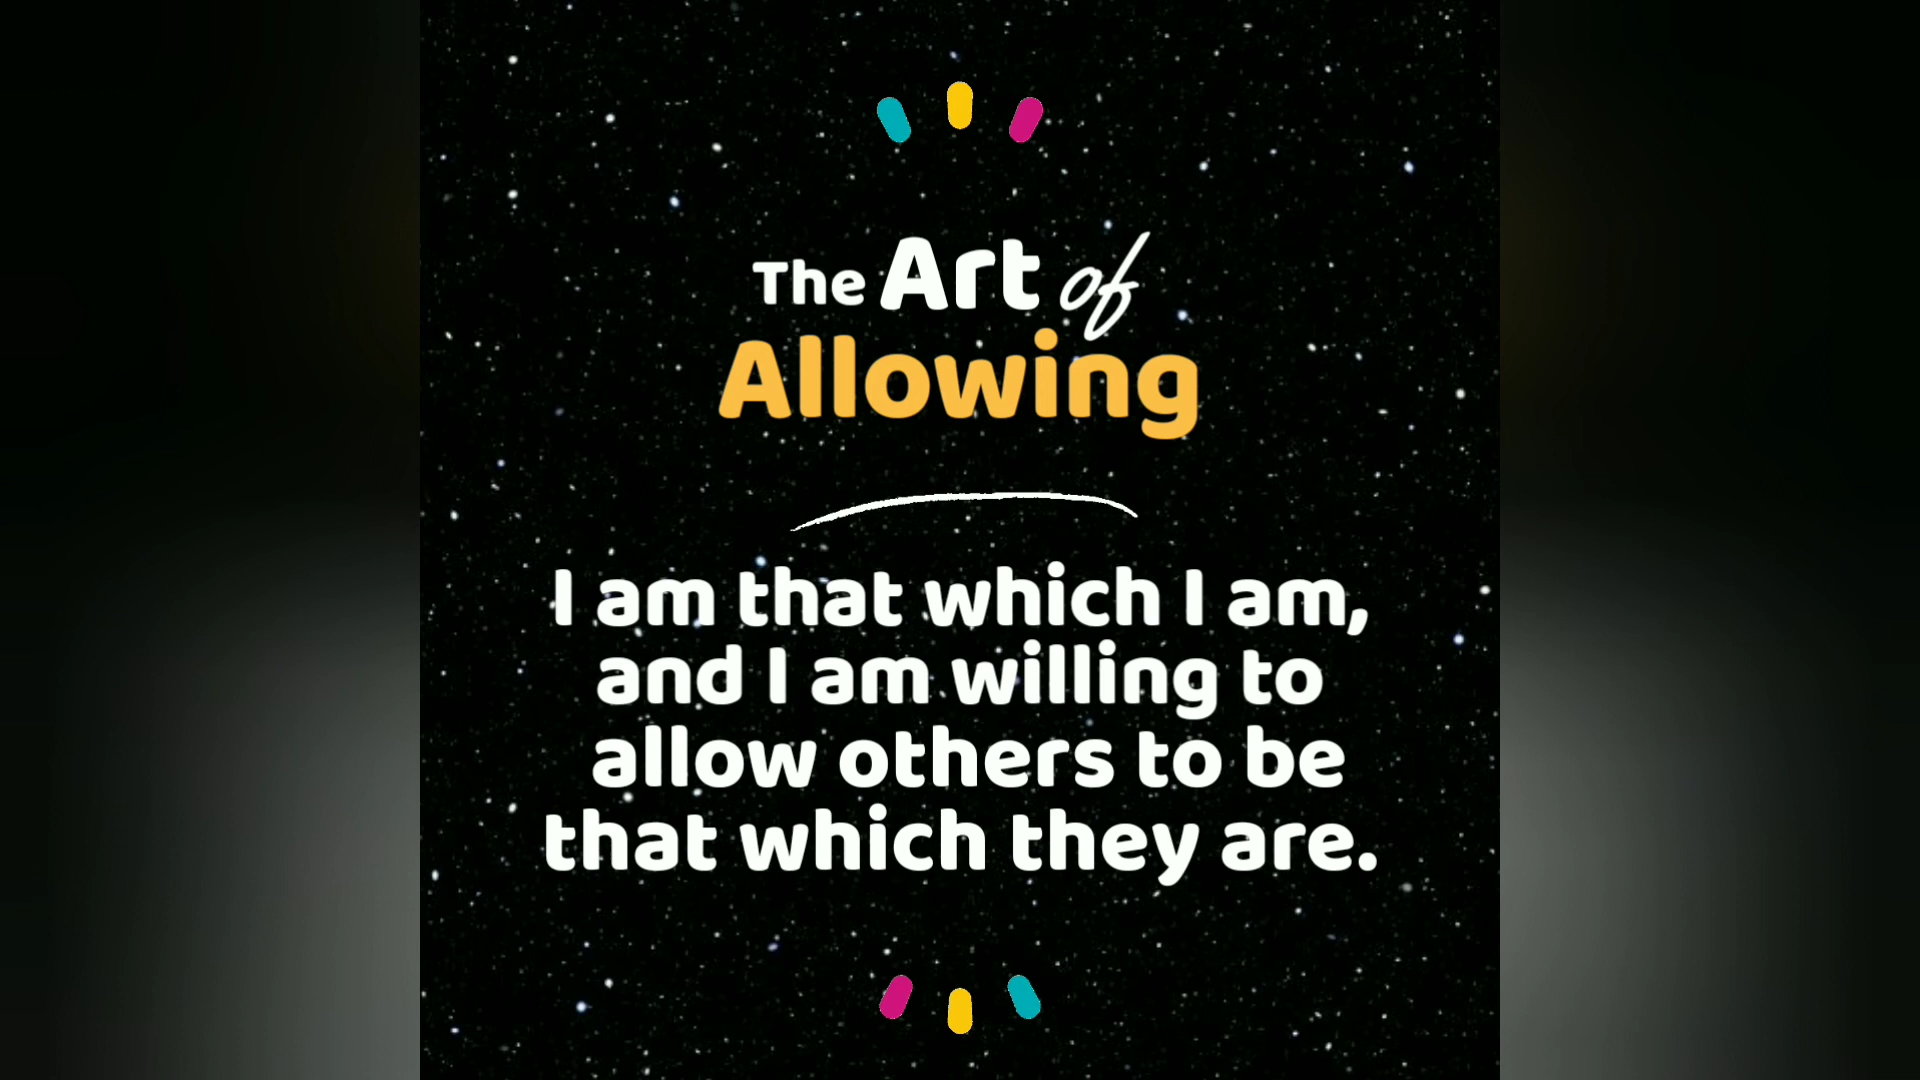 The Art of
Allowing
I am that which I am,
and I am willing to
allow others to be
that which they are.